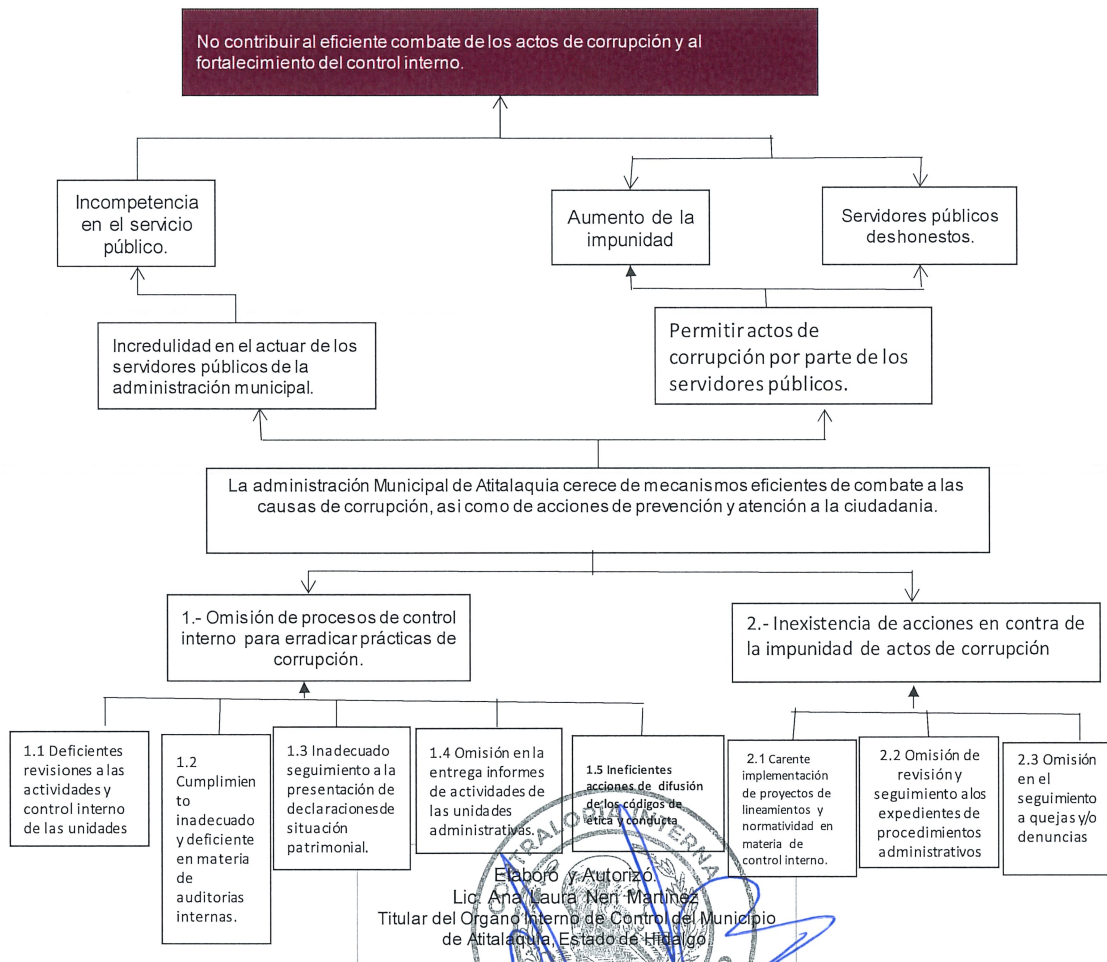 No contribuir al eficiente combate de los actos de corrupción y al
fortalecimiento del control interno.
Incompetencia
en el servicio
público.
Aumento de la
impunidad
Servidores públicos
deshonestos.
Incredulidad en el actuar de los
servidores públicos de la
administración municipal.
Permitir actos de
corrupción por parte de los
servidores públicos.
La administración Municipal de Atitalaquia cerece de mecanismos eficientes de combate a las
causas de corrupción, asi como de acciones de prevención y atención a la ciudadania.
1.- Omisión de procesos de control
interno para erradicar prácticas de
corrupción.
2.- Inexistencia de acciones en contra de
la impunidad de actos de corrupción
1.1 Deficientes
revisiones a las
actividades y
control interno
de las unidades
1.2
Cumplimien
to
inadecuado
y deficiente
en materia
de
auditorias
internas.
1.3 Inadecuado
seguimiento a la
presentación de
declaraciones de
situación
patrimonial.
1.4 Omisión en la
entrega informes
de actividades de
las unidades
administrativas.
1.5 Ineficientes
acciones de difusión
de los códigos de
ética y conducta
2.1 Carente
implementación
de proyectos de
lineamientos y
normatividad en
materia de
control interno.
2.2 Omisión de
revisión y
seguimiento a los
expedientes de
procedimientos
administrativos
2.3 Omisión
en el
seguimiento
a quejas y/o
denuncias
CONTRALORIA INTERNA
Elaboró y Autorizó.
Lic. Ana Laura Neri Martínez
Titular del Organo Interno de Control del Municipio
de Atitalaquia, Estado de Hidalgo